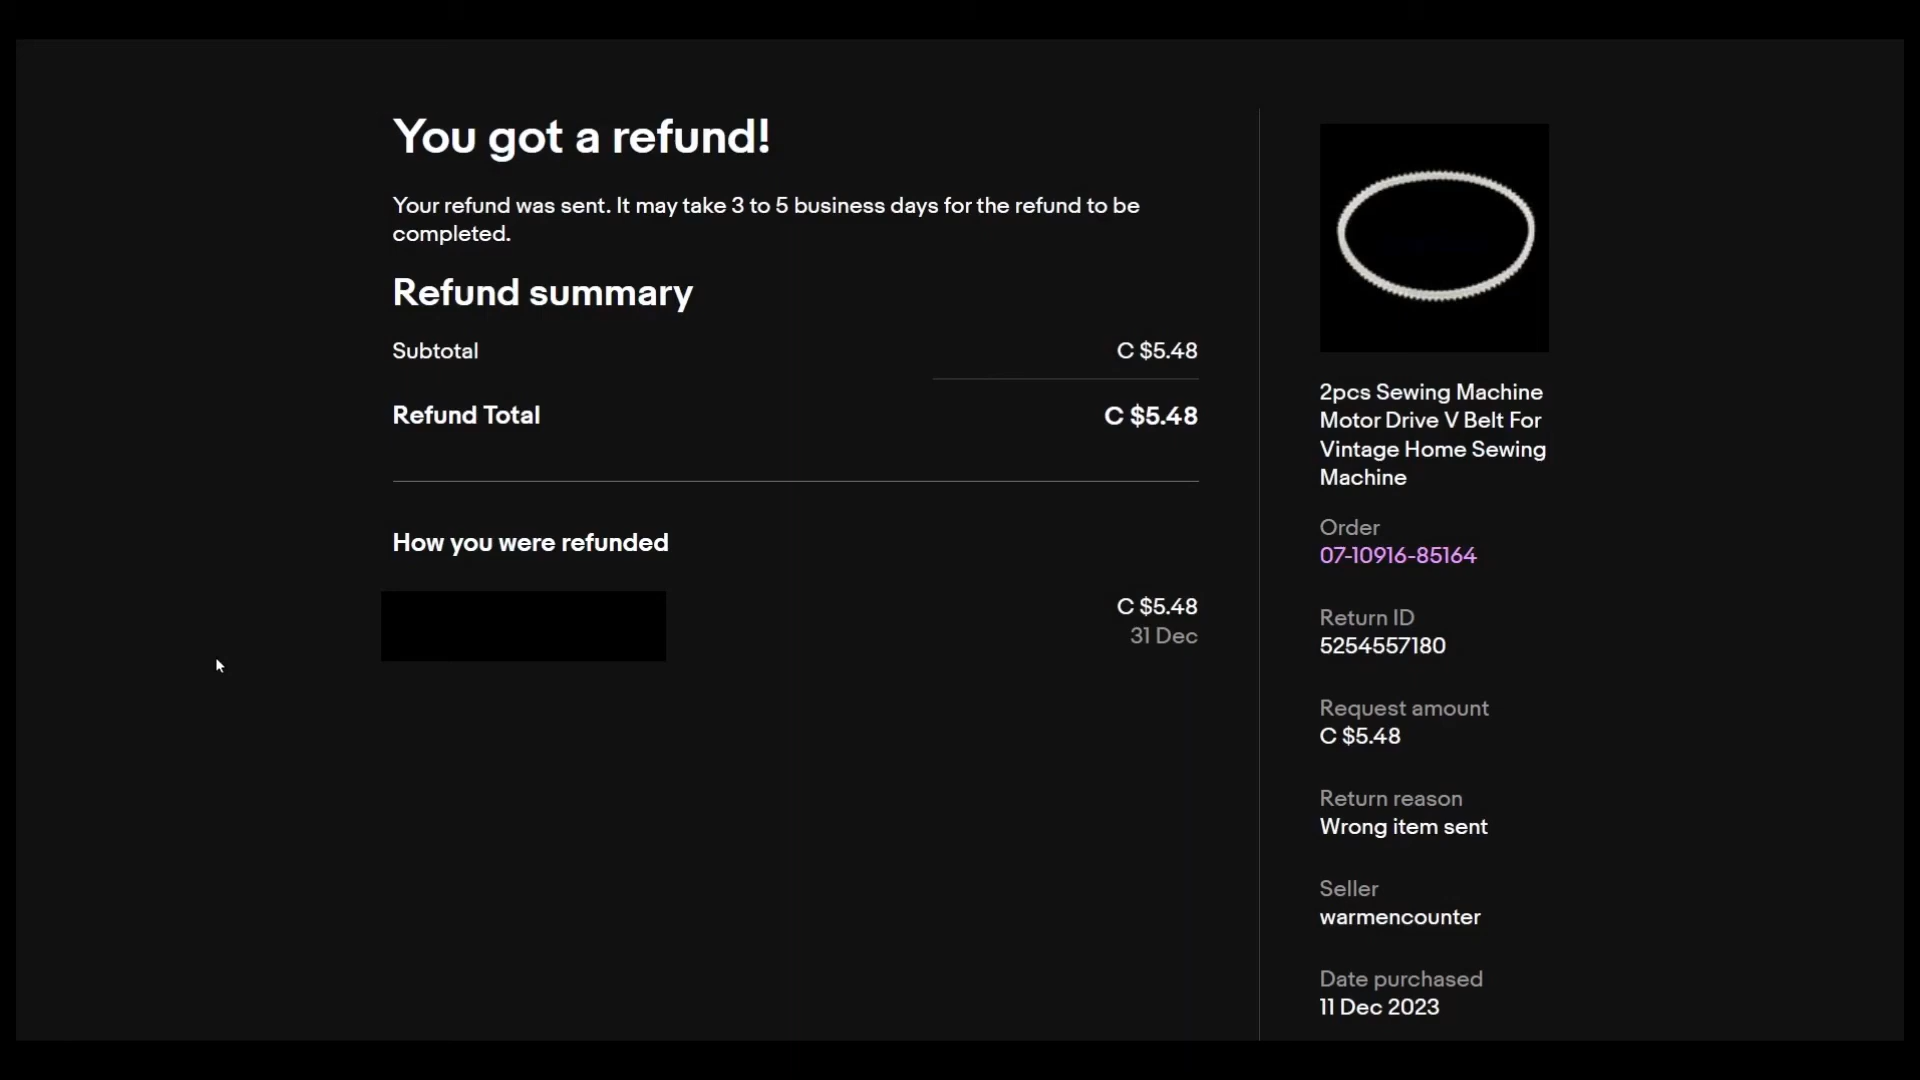 You got a refund!
Your refund was sent. It may take 3 to 5 business days for the refund to be
completed.
Refund summary
Subtotal C $5.48
Refund Total C $5.48
How you were refunded
C $5.48
31 Dec
2pcs Sewing Machine
Motor Drive V Belt For
Vintage Home Sewing
Machine
Order
07-10916-85164
Return ID
5254557180
Request amount
C $5.48
Return reason
Wrong item sent
Seller
warmencounter
Date purchased
11 Dec 2023